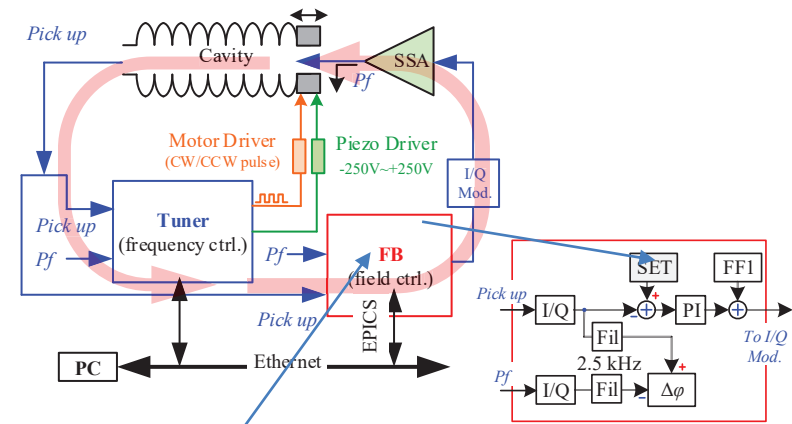 Pick up
Cavity
SSA
Pf
Motor Driver
(CW/CCW pulse)
Piezo Driver
-250V~+250V
I/Q
Mod.
Tuner
(frequency ctrl.)
Pick up
Pf
Pf
FB
(field ctrl.)
Pick up
EPICS
PC
Ethernet
SET
FF1
Pick up
I/Q
-
+
+
PI
+
To I/Q
Mod.
Fil
2.5 kHz
+
Pf
I/Q
Fil
-
Δφ